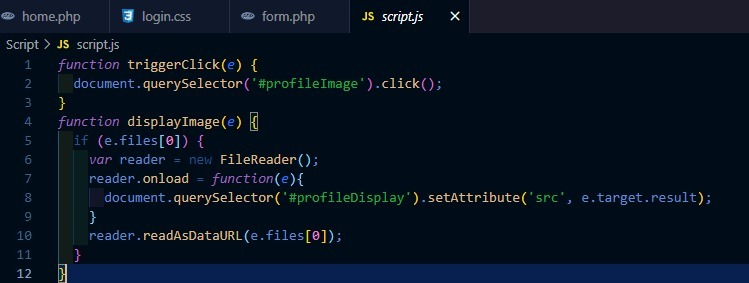 home.php login.css form.php JS script.js ×
Script > JS script.js
1 function triggerClick(e) {
2   document.querySelector('#profileImage').click();
3 }
4 function displayImage(e) {
5   if (e.files[0]) {
6     var reader = new FileReader();
7     reader.onload = function(e){
8       document.querySelector('#profileDisplay').setAttribute('src', e.target.result);
9     }
10     reader.readAsDataURL(e.files[0]);
11   }
12 }